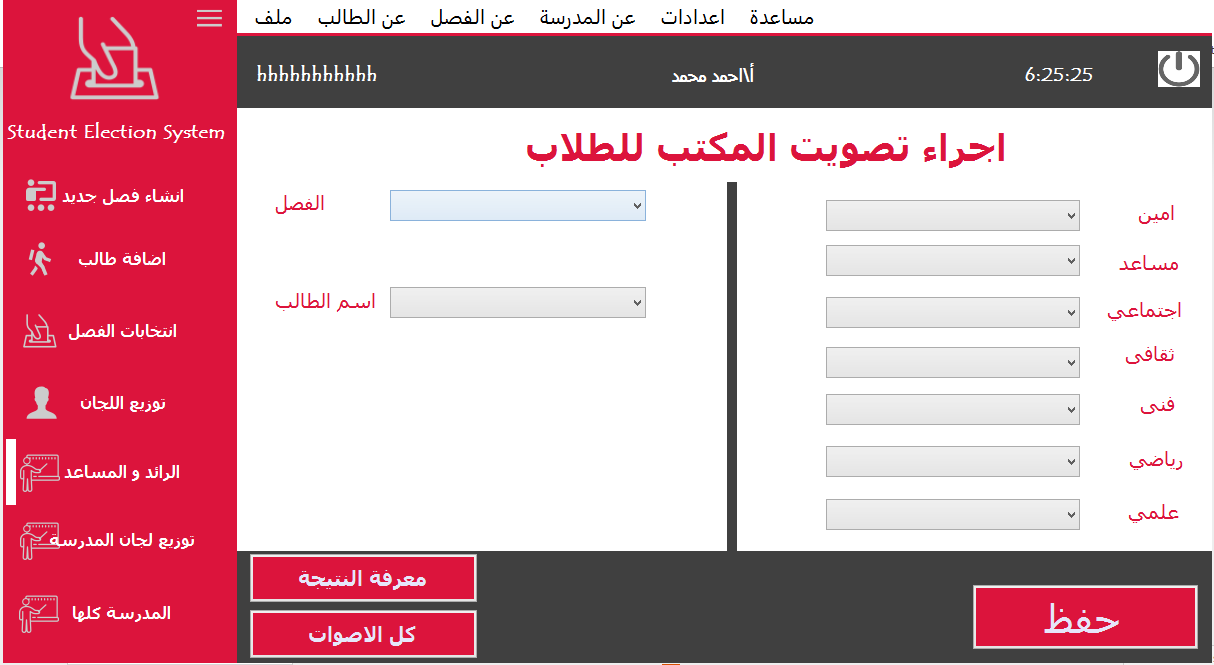 مساعدة
اعدادات
عن المدرسة
عن الفصل
عن الطالب
ملف
6:25:25
أ\احمد محمد
hhhhhhhhhhh
Student Election System
انشاء فصل جديد
اضافة طالب
انتخابات الفصل
توزيع اللجان
الرائد و المساعد
توزيع لجان المدرسة
المدرسة كلها
اجراء تصويت المكتب للطلاب
امين
مساعد
اجتماعي
ثقافى
فنى
رياضي
علمي
الفصل
اسم الطالب
حفظ
معرفة النتيجة
كل الاصوات